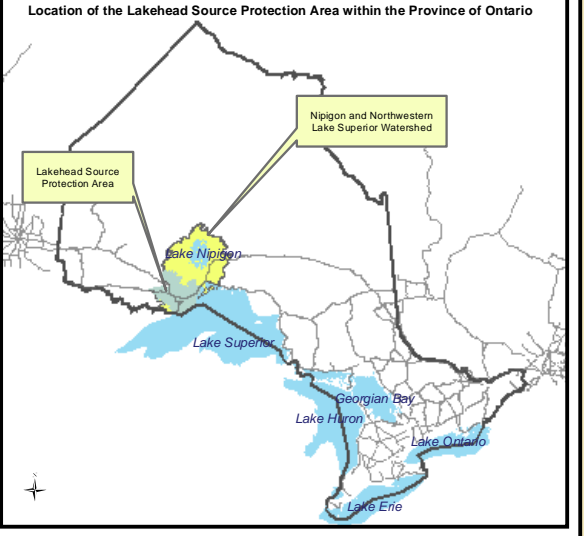 Location of the Lakehead Source Protection Area within the Province of Ontario
Nipigon and Northwestern
Lake Superior Watershed
Lakehead Source
Protection Area
Lake Nipigon
Lake Superior
Georgian Bay
Lake Huron
Lake Ontario
Lake Erie